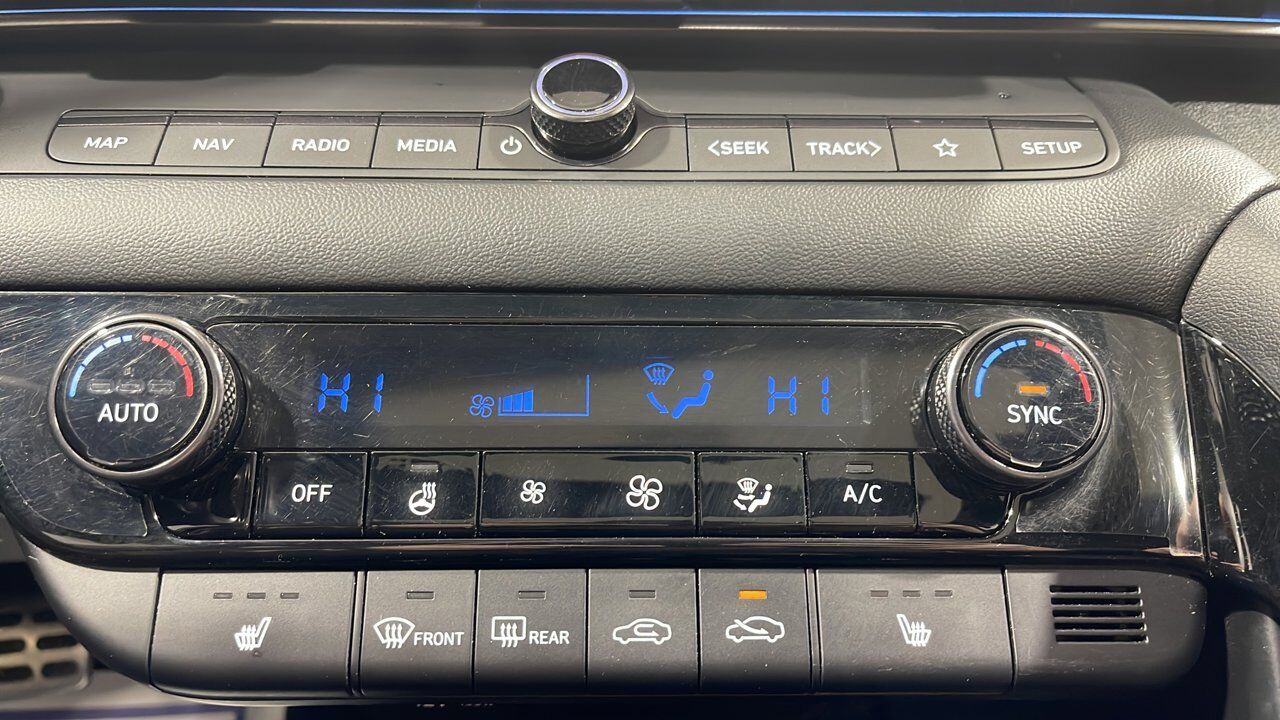 MAP NAV RADIO MEDIA <SEEK TRACK> SETUP
AUTO HI HI SYNC
OFF A/C
FRONT REAR